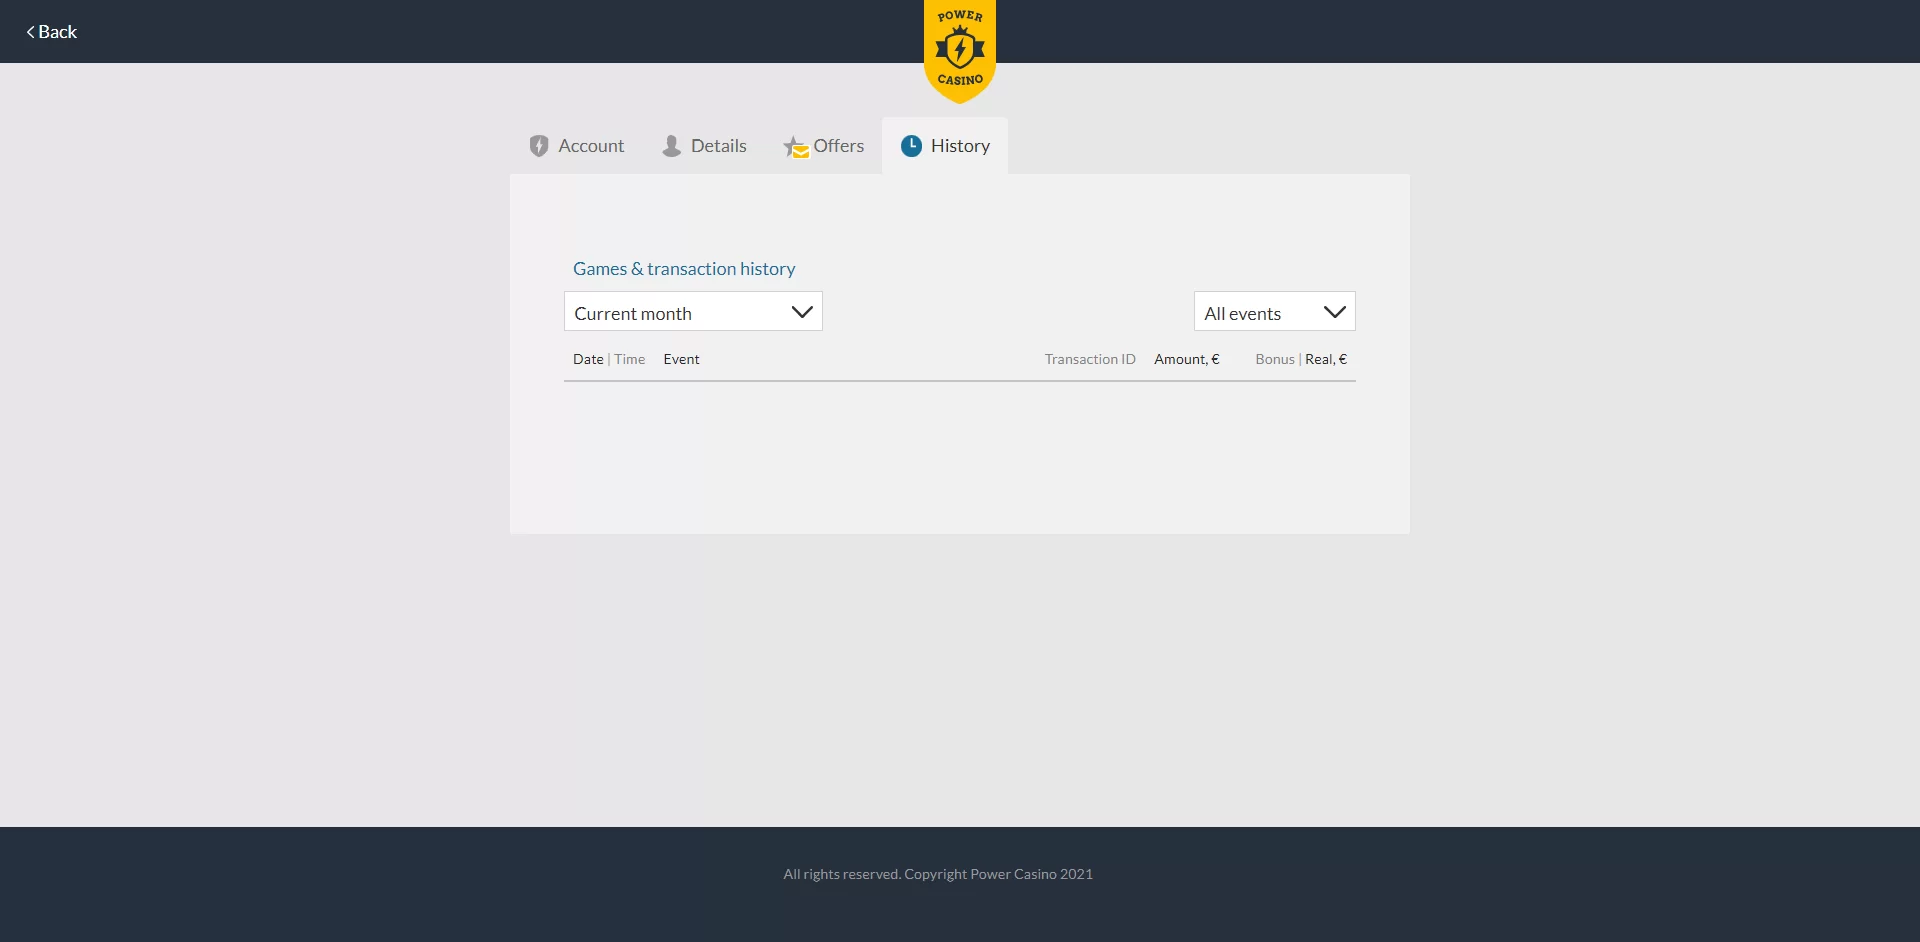 Back
POWER
CASINO
Account
Details
Offers
History
Games & transaction history
Current month
All events
Date | Time
Event
Transaction ID
Amount, €
Bonus | Real, €
All rights reserved. Copyright Power Casino 2021